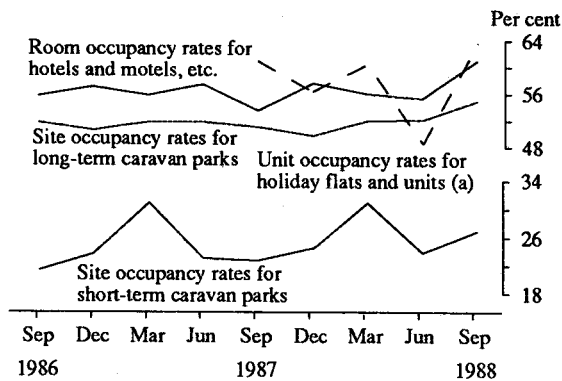 Per cent
64
Room occupancy rates for
hotels and motels, etc.
56
Site occupancy rates for
long-term caravan parks
48
Unit occupancy rates for
holiday flats and units (a)
34
26
Site occupancy rates for
short-term caravan parks
18
Sep Dec Mar Jun Sep Dec Mar Jun Sep
1986 1987 1988